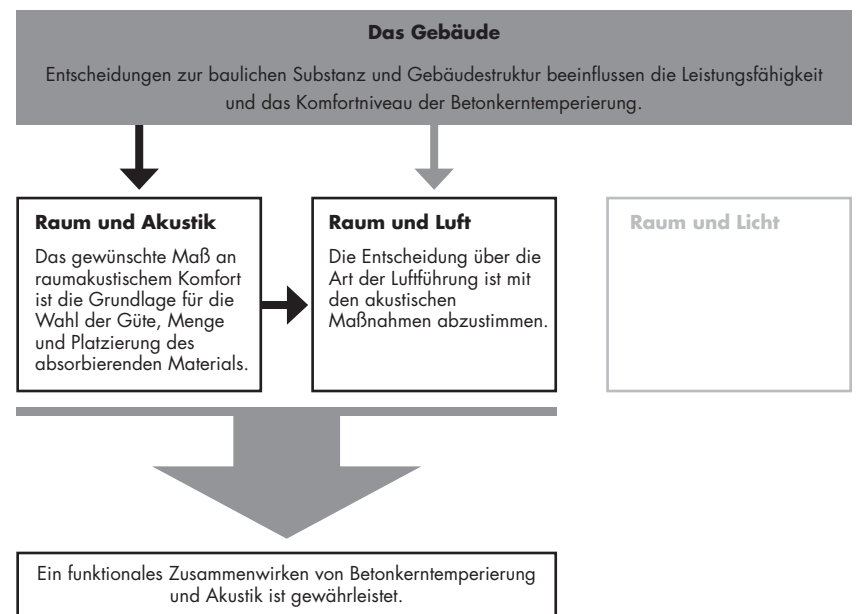 Das Gebäude
Entscheidungen zur baulichen Substanz und Gebäudestruktur beeinflussen die Leistungsfähigkeit
und das Komfortniveau der Betonkerntemperierung.
Raum und Akustik
Das gewünschte Maß an
raumakustischem Komfort
ist die Grundlage für die
Wahl der Güte, Menge
und Platzierung des
absorbierenden Materials.
Raum und Luft
Die Entscheidung über die
Art der Luftführung ist mit
den akustischen
Maßnahmen abzustimmen.
Raum und Licht
Ein funktionales Zusammenwirken von Betonkerntemperierung
und Akustik ist gewährleistet.